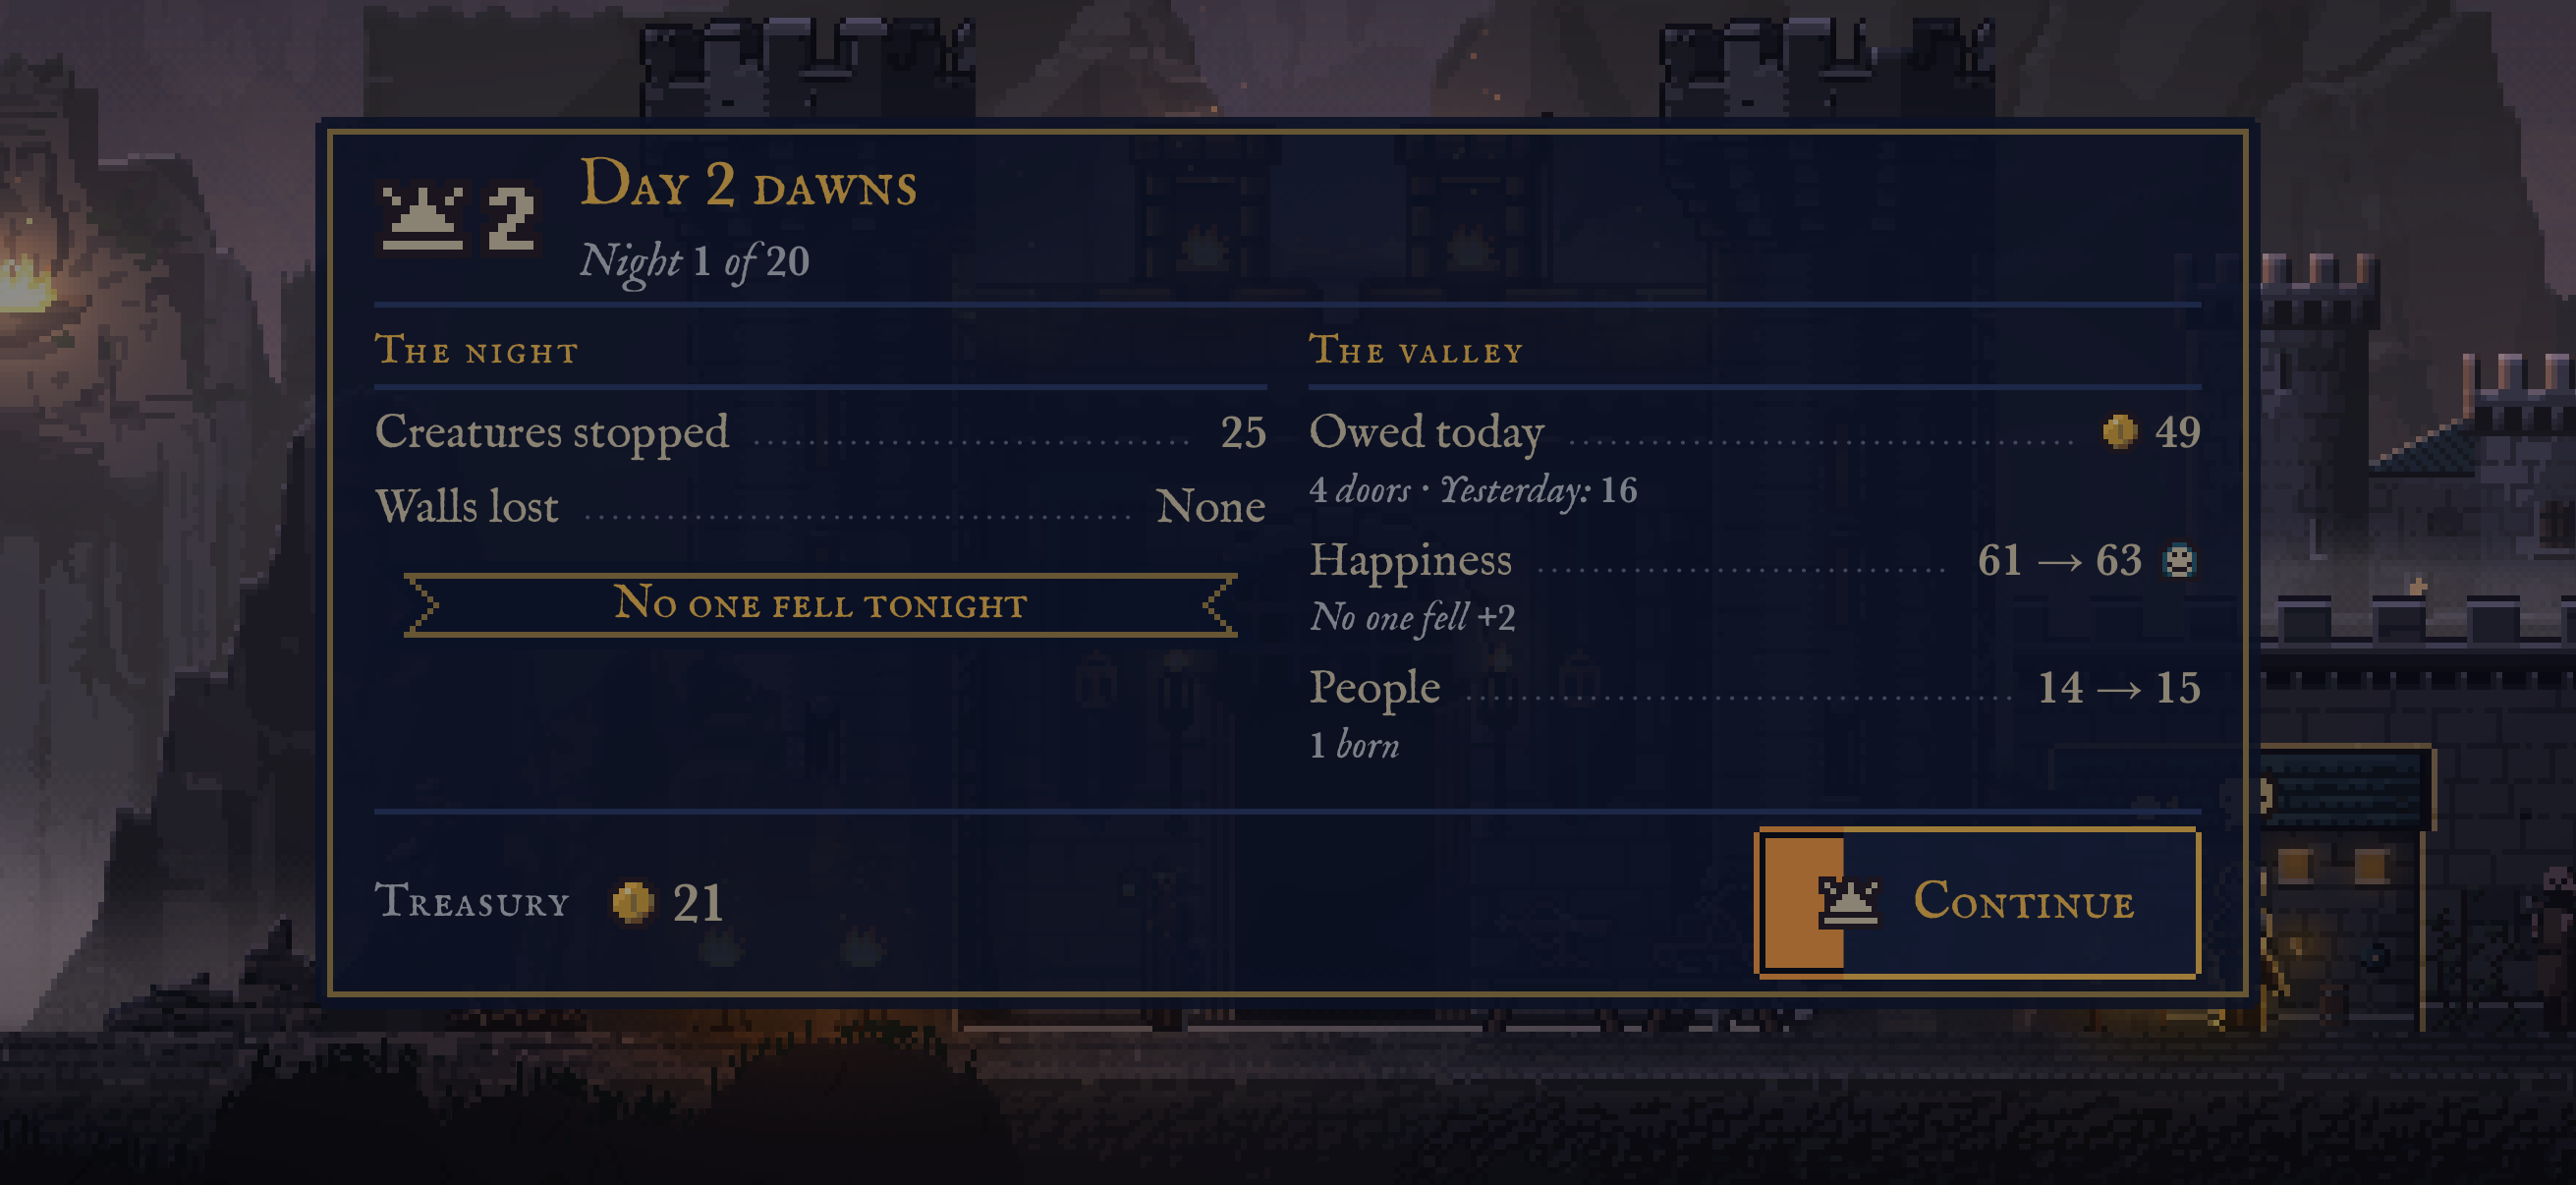 2
Day 2 dawns
Night 1 of 20
The night
Creatures stopped 25
Walls lost None
No one fell tonight
The valley
Owed today 49
4 doors · Yesterday: 16
Happiness 61 → 63
No one fell +2
People 14 → 15
1 born
Treasury 21
Continue